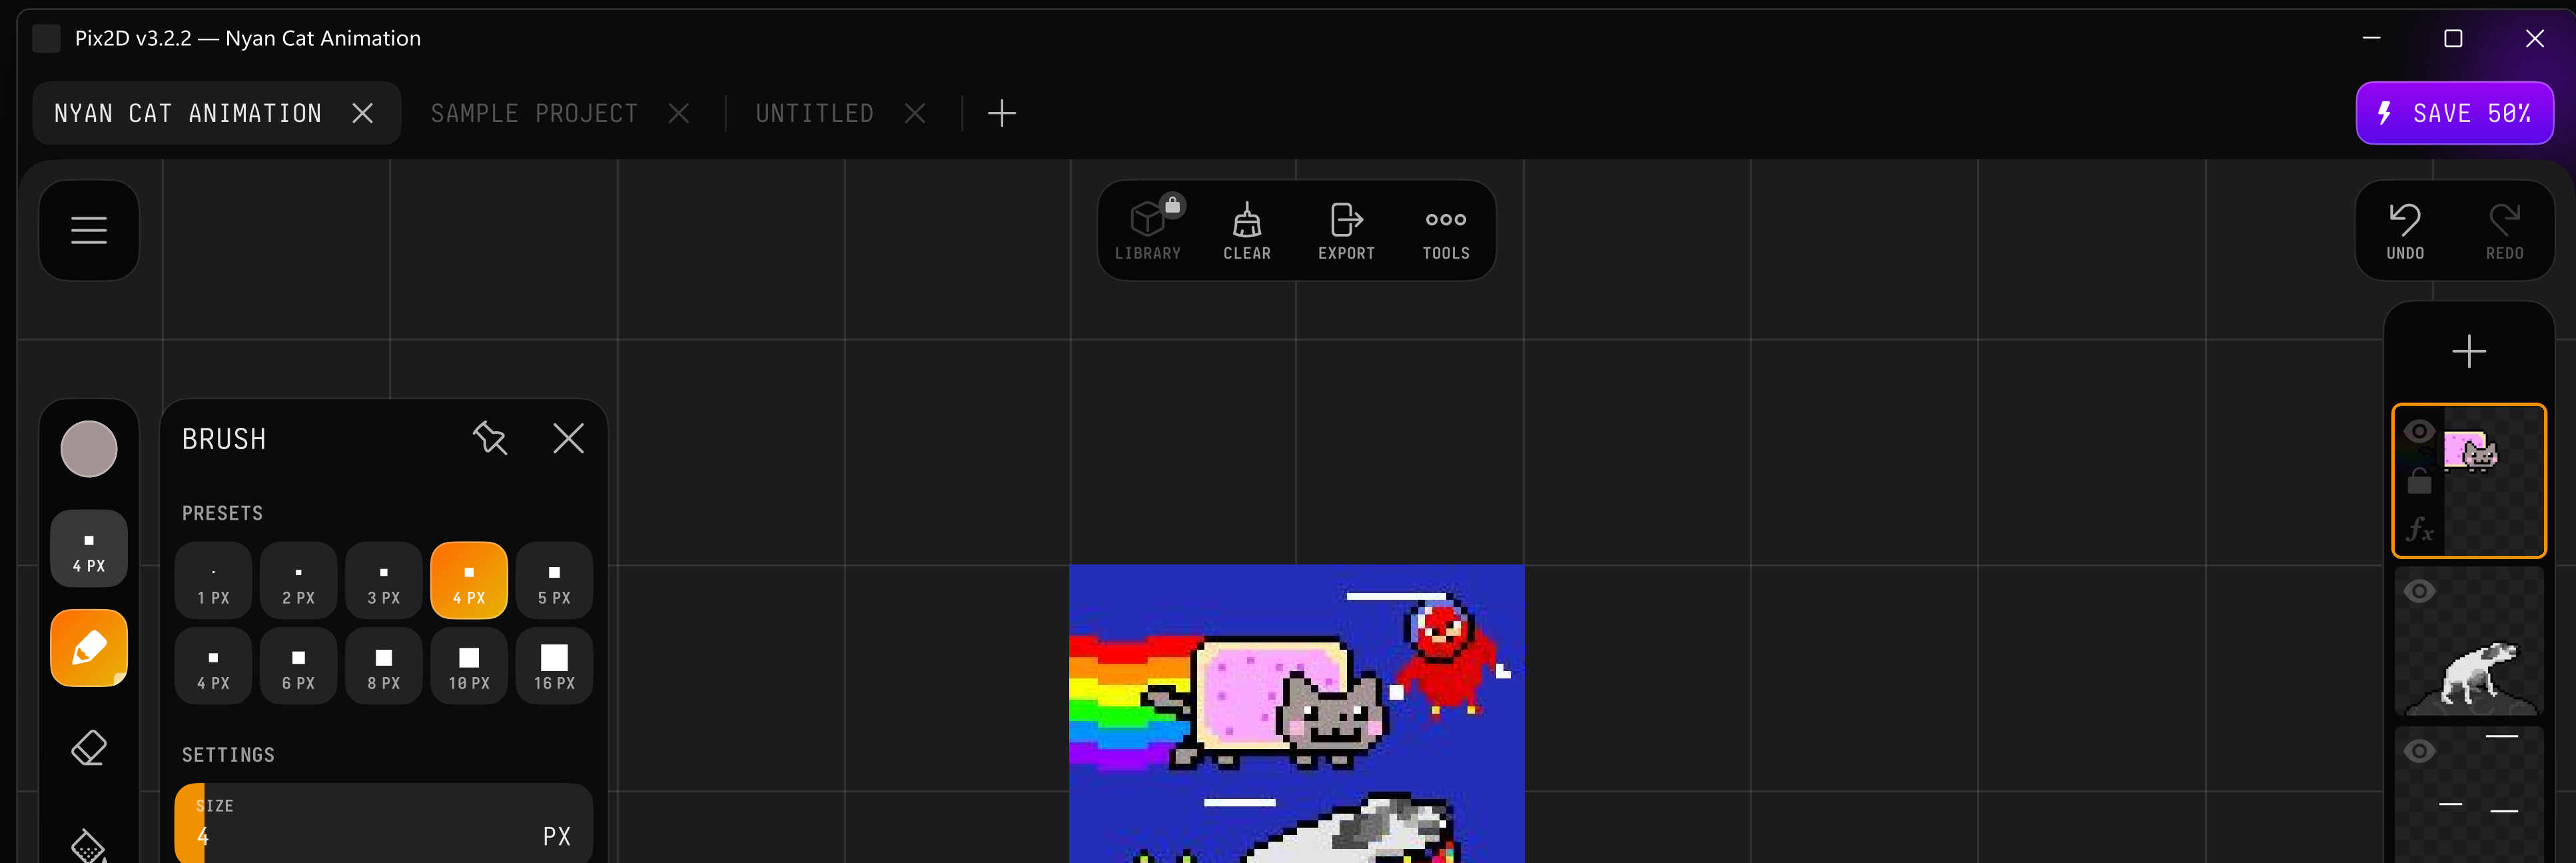 Pix2D v3.2.2 — Nyan Cat Animation
NYAN CAT ANIMATION
SAMPLE PROJECT
UNTITLED
SAVE 50%
LIBRARY
CLEAR
EXPORT
TOOLS
UNDO
REDO
BRUSH
PRESETS
4 PX
1 PX
2 PX
3 PX
4 PX
5 PX
4 PX
6 PX
8 PX
10 PX
16 PX
SETTINGS
SIZE
4
PX
fx